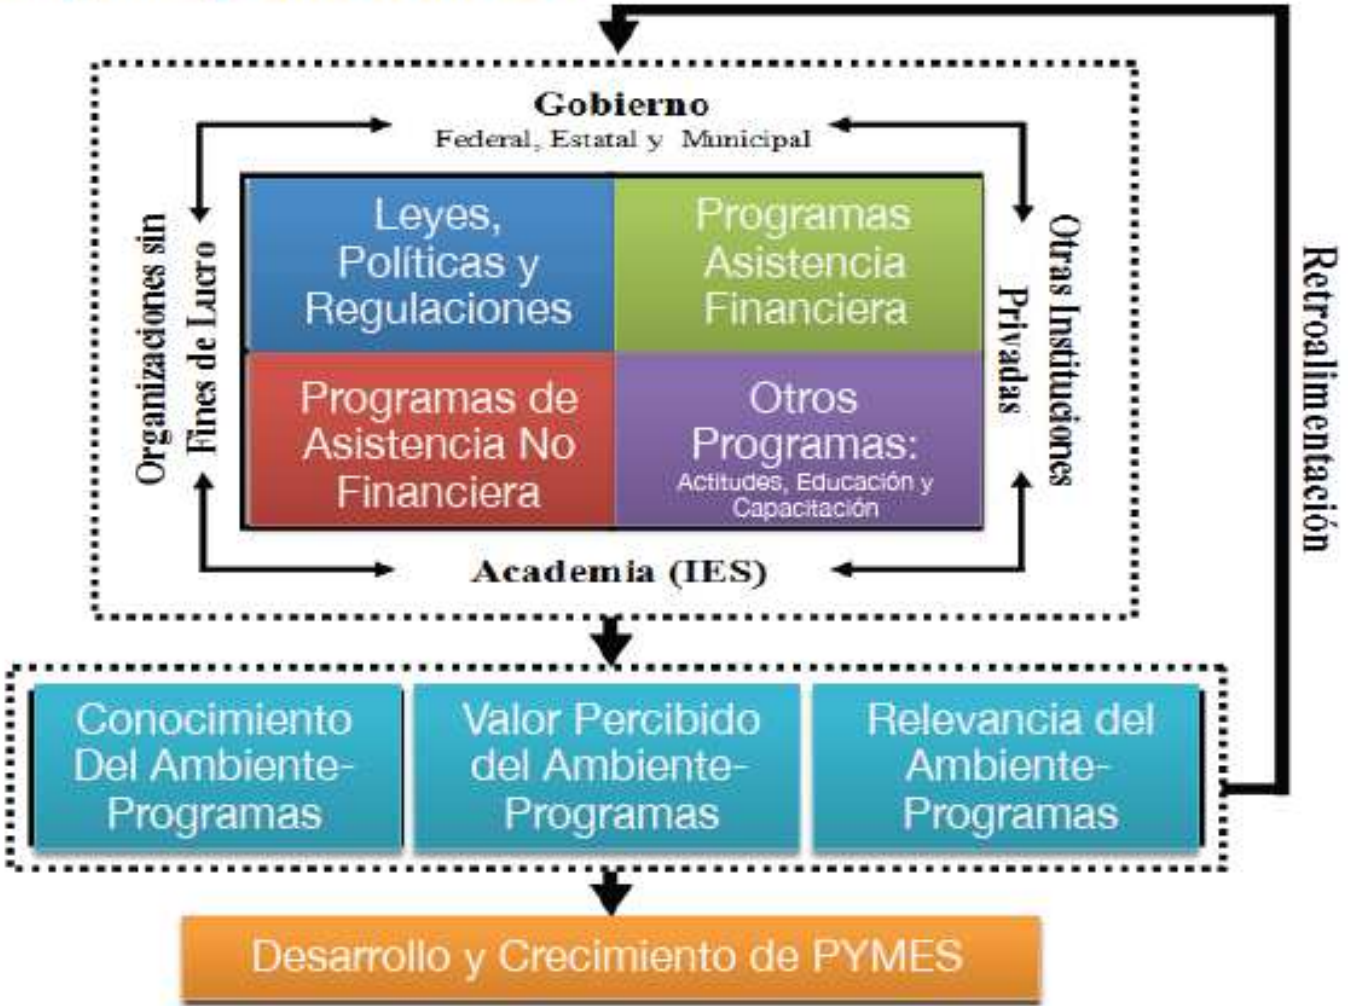 Gobierno
Federal, Estatal y Municipal
Organizaciones sin
Fines de Lucro
Leyes,
Políticas y
Regulaciones
Programas
Asistencia
Financiera
Programas de
Asistencia No
Financiera
Otros
Programas:
Actitudes, Educación y
Capacitación
Otras Instituciones
Privadas
Retroalimentación
Academia (IES)
Conocimiento
Del Ambiente-
Programas
Valor Percibido
del Ambiente-
Programas
Relevancia del
Ambiente-
Programas
Desarrollo y Crecimiento de PYMES